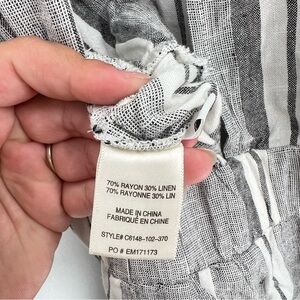 70% RAYON 30% LINEN
70% RAYONNE 30% LIN
MADE IN CHINA
FABRIQUÉ EN CHINE
STYLE# C6148-102-370
PO # EM171173